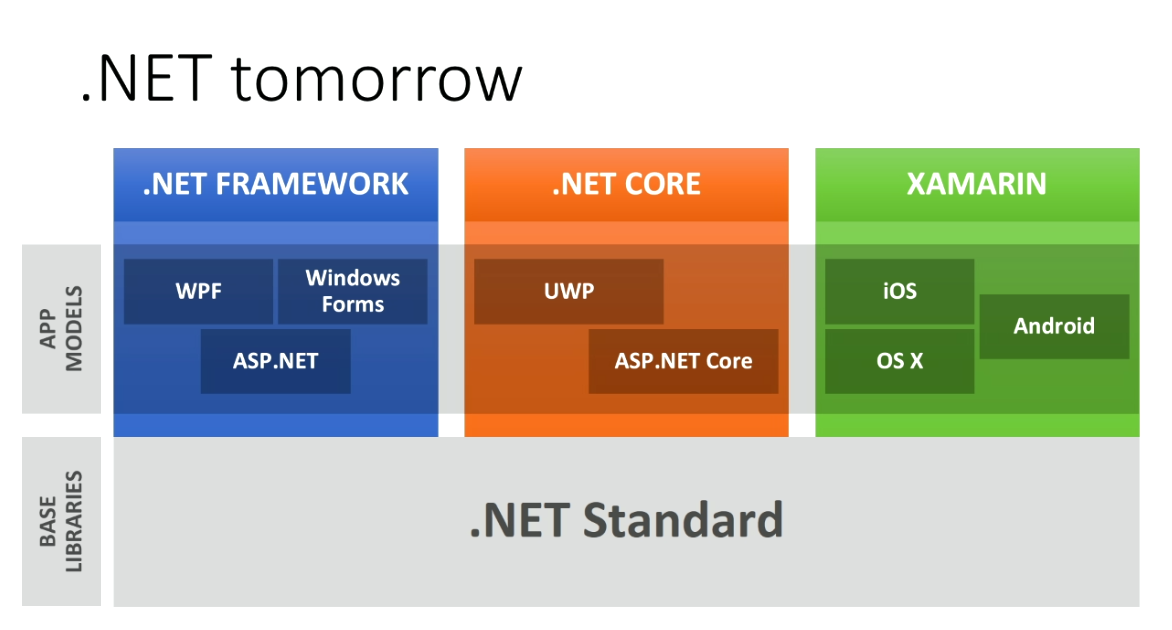 .NET tomorrow
.NET FRAMEWORK
.NET CORE
XAMARIN
APP
MODELS
WPF
Windows
Forms
ASP.NET
UWP
ASP.NET Core
iOS
Android
OS X
BASE
LIBRARIES
.NET Standard